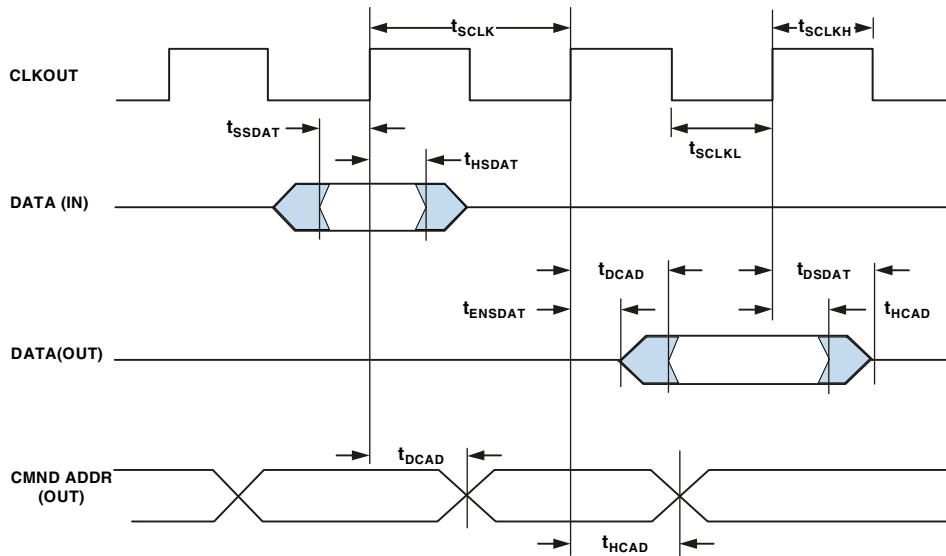 tSCLK
tSCLKH
CLKOUT
tSSDAT
tHSDAT
tSCLKL
DATA (IN)
tDCAD
tDSDAT
tENSDAT
tHCAD
DATA(OUT)
tDCAD
CMND ADDR
(OUT)
tHCAD